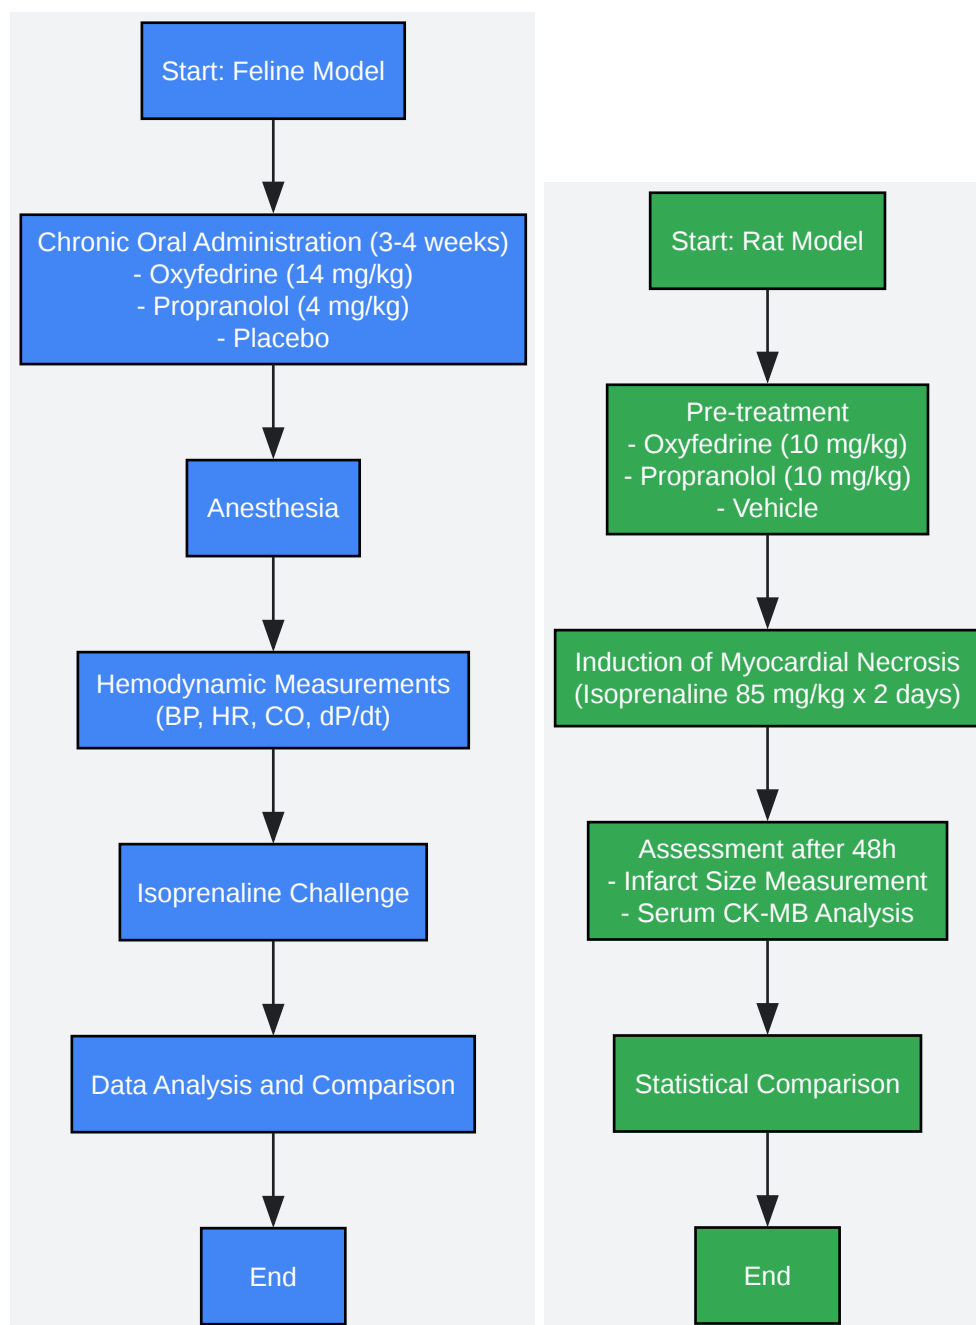 Start: Feline Model
Chronic Oral Administration (3-4 weeks)
- Oxyfedrine (14 mg/kg)
- Propranolol (4 mg/kg)
- Placebo
Anesthesia
Hemodynamic Measurements
(BP, HR, CO, dP/dt)
Isoprenaline Challenge
Data Analysis and Comparison
End
Start: Rat Model
Pre-treatment
- Oxyfedrine (10 mg/kg)
- Propranolol (10 mg/kg)
- Vehicle
Induction of Myocardial Necrosis
(Isoprenaline 85 mg/kg x 2 days)
Assessment after 48h
- Infarct Size Measurement
- Serum CK-MB Analysis
Statistical Comparison
End